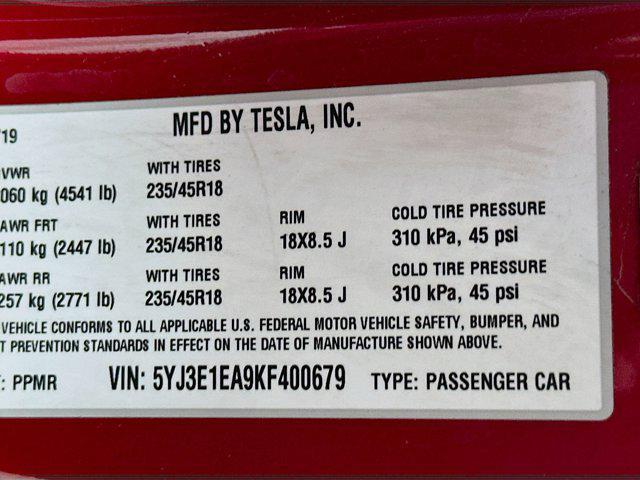 MFD BY TESLA, INC.
/19
VWR WITH TIRES
060 kg (4541 lb) 235/45R18
AWR FRT WITH TIRES RIM COLD TIRE PRESSURE
110 kg (2447 lb) 235/45R18 18X8.5 J 310 kPa, 45 psi
AWR RR WITH TIRES RIM COLD TIRE PRESSURE
257 kg (2771 lb) 235/45R18 18X8.5 J 310 kPa, 45 psi
VEHICLE CONFORMS TO ALL APPLICABLE U.S. FEDERAL MOTOR VEHICLE SAFETY, BUMPER, AND
T PREVENTION STANDARDS IN EFFECT ON THE DATE OF MANUFACTURE SHOWN ABOVE.
: PPMR VIN: 5YJ3E1EA9KF400679 TYPE: PASSENGER CAR